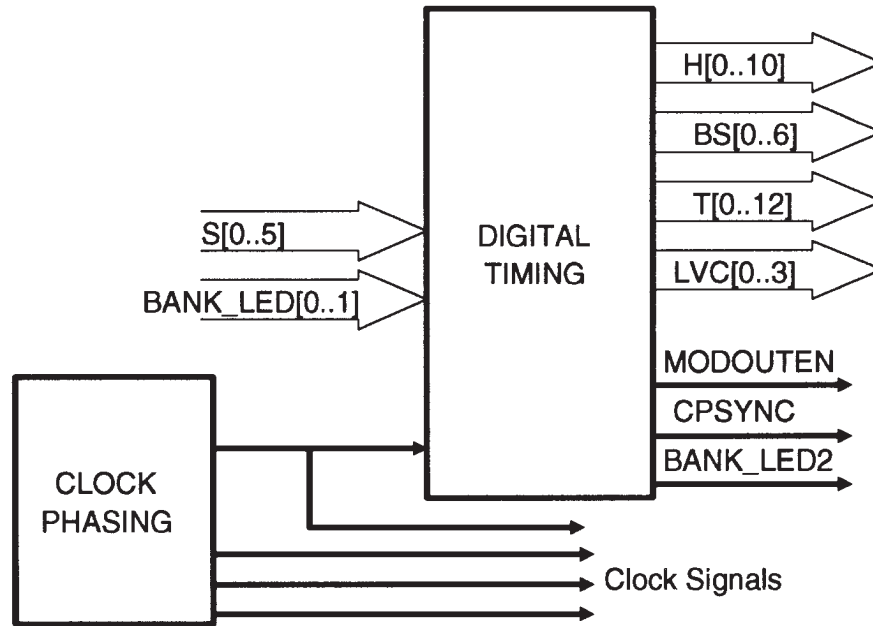 H[0..10]
BS[0..6]
T[0..12]
LVC[0..3]
S[0..5]
BANK_LED[0..1]
DIGITAL
TIMING
MODOUTEN
CPSYNC
BANK_LED2
CLOCK
PHASING
Clock Signals